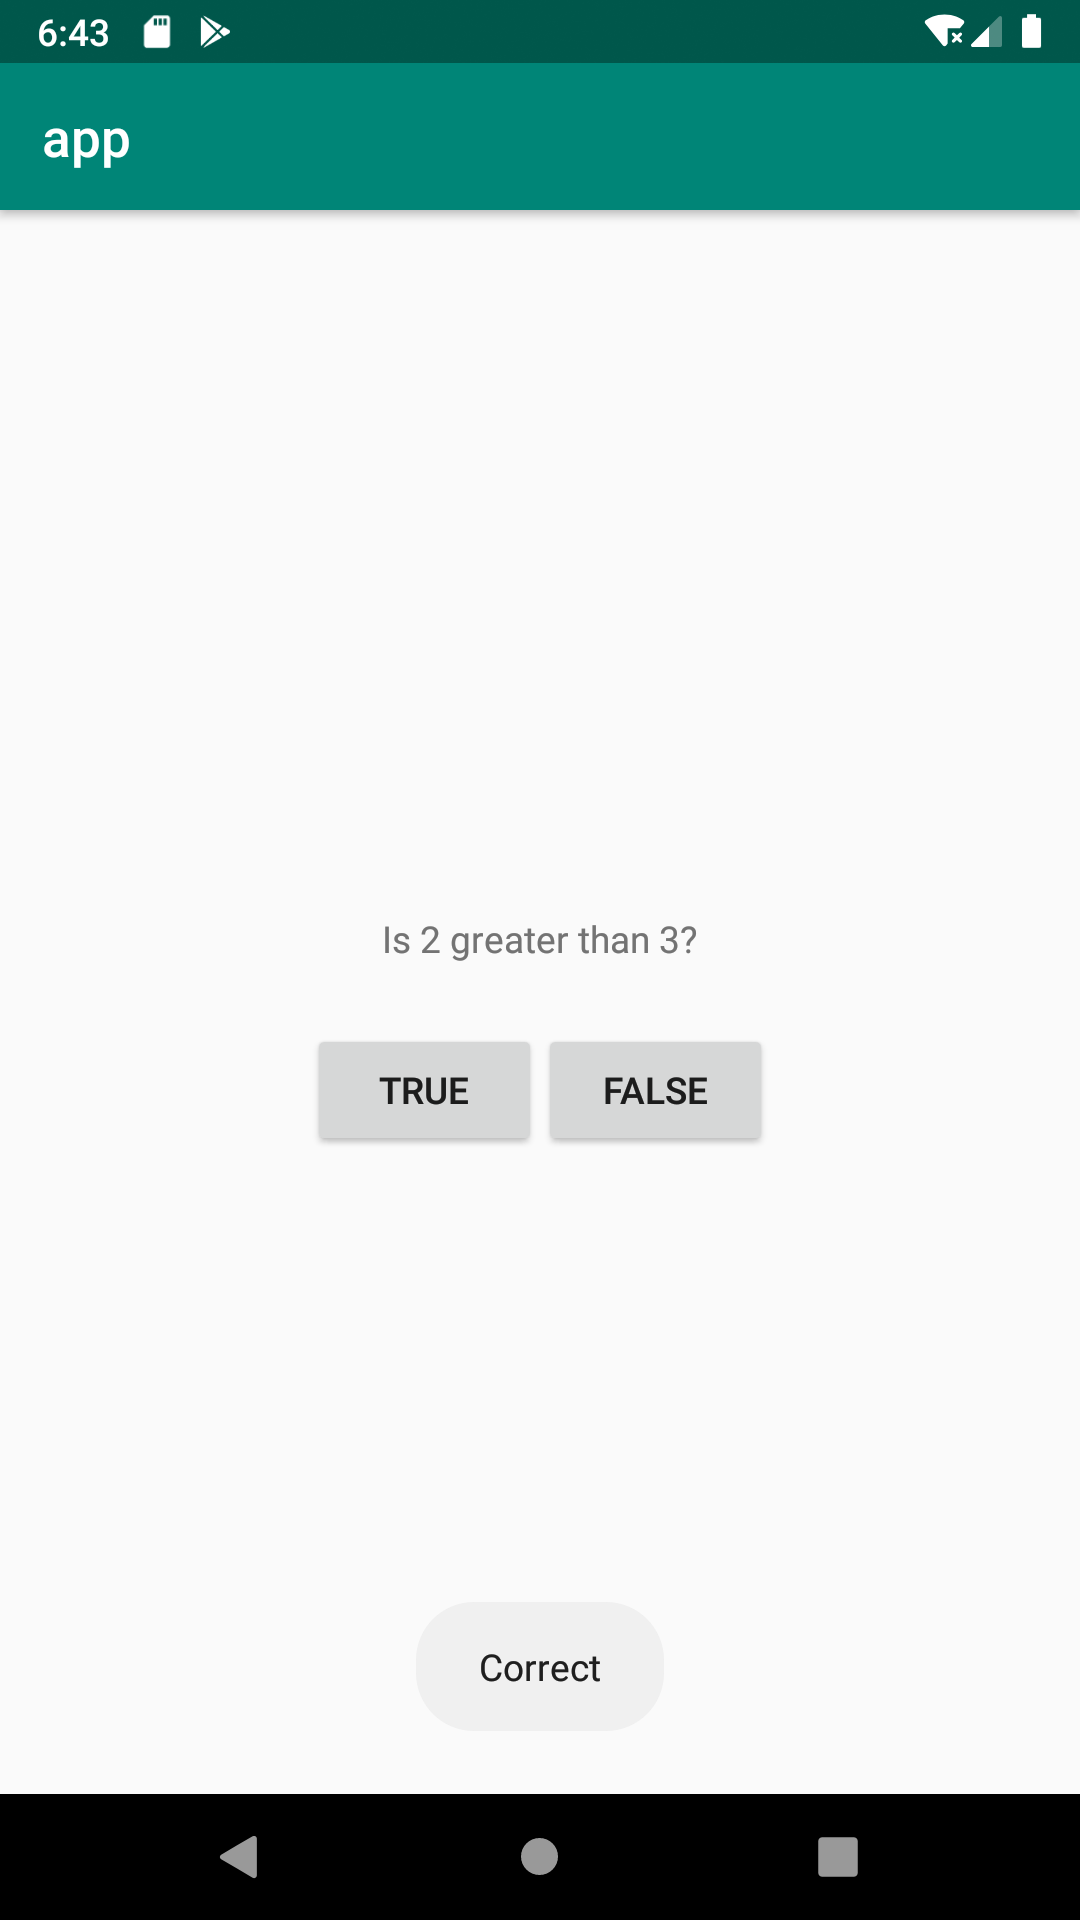 6:43
app
Is 2 greater than 3?
TRUE FALSE
Correct